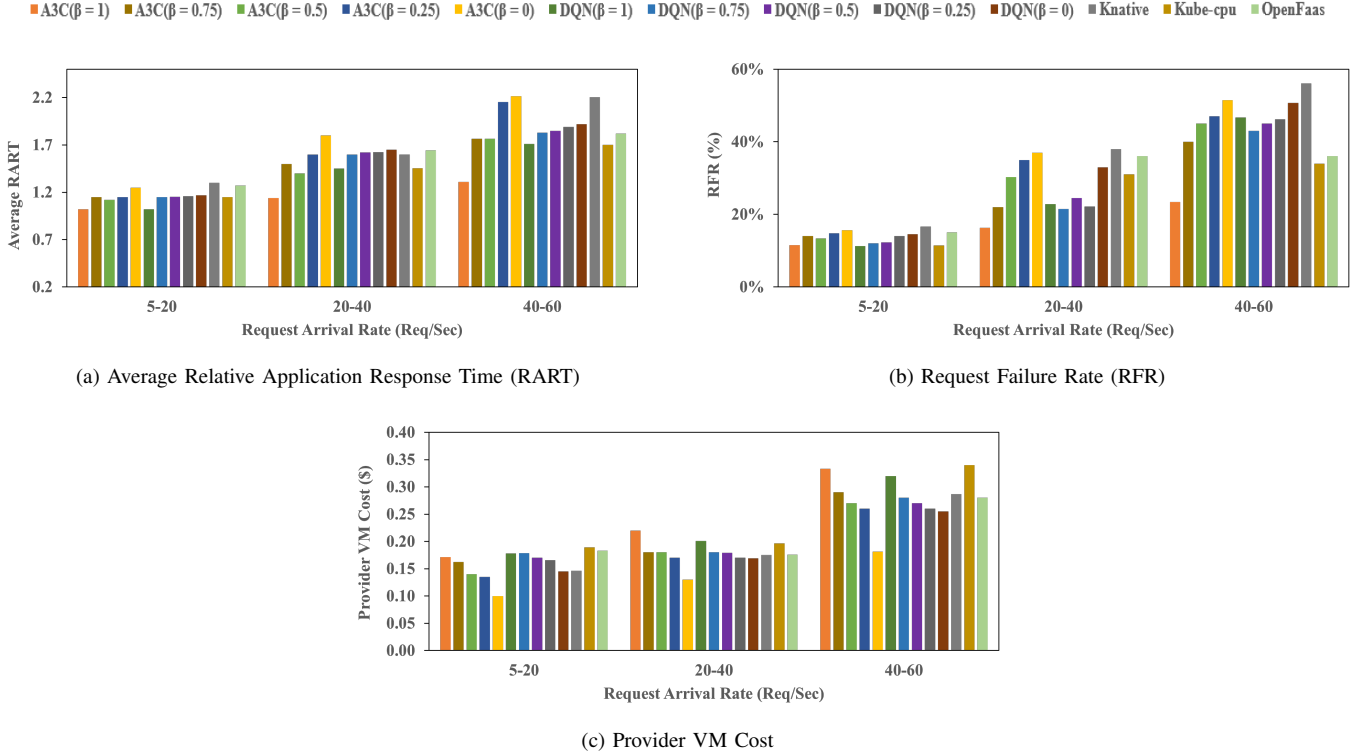 A3C(β = 1) A3C(β = 0.75) A3C(β = 0.5) A3C(β = 0.25) A3C(β = 0) DQN(β = 1) DQN(β = 0.75) DQN(β = 0.5) DQN(β = 0.25) DQN(β = 0) Knative Kube-cpu OpenFaas
Average RART
2.2
1.7
1.2
0.7
0.2
5-20 20-40 40-60
Request Arrival Rate (Req/Sec)
(a) Average Relative Application Response Time (RART)
RFR (%)
60%
40%
20%
0%
5-20 20-40 40-60
Request Arrival Rate (Req/Sec)
(b) Request Failure Rate (RFR)
Provider VM Cost ($)
0.40
0.35
0.30
0.25
0.20
0.15
0.10
0.05
0.00
5-20 20-40 40-60
Request Arrival Rate (Req/Sec)
(c) Provider VM Cost